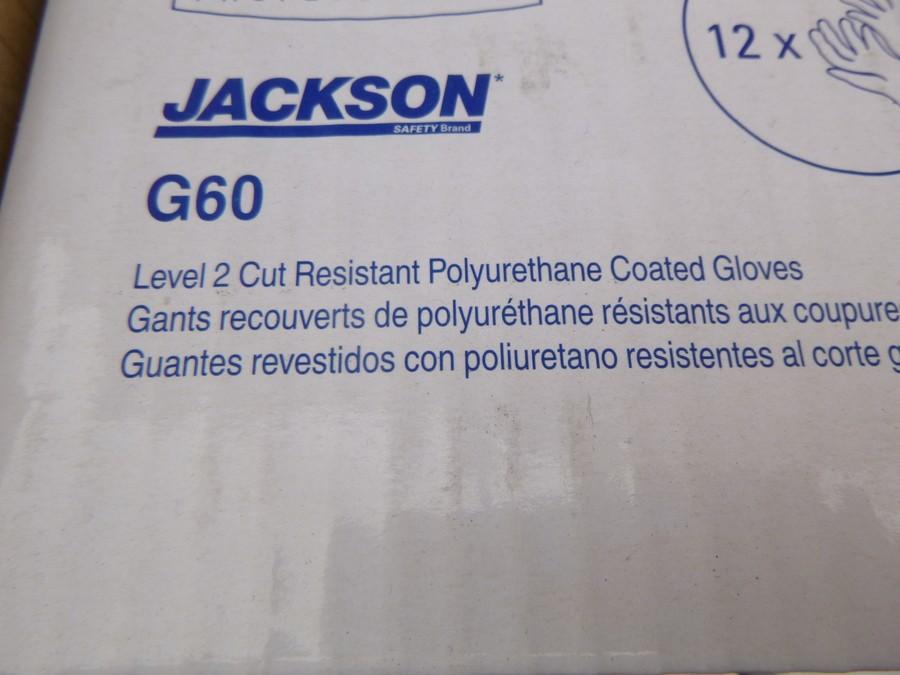 12 x
JACKSON*
SAFETY Brand
G60
Level 2 Cut Resistant Polyurethane Coated Gloves
Gants recouverts de polyuréthane résistants aux
Guantes revestidos con poliuretano resistentes al corte